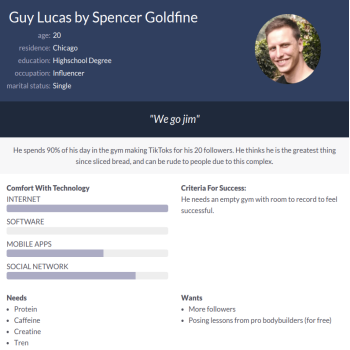 Guy Lucas by Spencer Goldfine
age: 20
residence: Chicago
education: Highschool Degree
occupation: Influencer
marital status: Single
"We go jim"
He spends 90% of his day in the gym making TikToks for his 20 followers. He thinks he is the greatest thing
since sliced bread, and can be rude to people due to this complex.
Comfort With Technology
INTERNET
SOFTWARE
MOBILE APPS
SOCIAL NETWORK
Criteria For Success:
He needs an empty gym with room to record to feel
successful.
Needs
• Protein
• Caffeine
• Creatine
• Tren
Wants
• More followers
• Posing lessons from pro bodybuilders (for free)